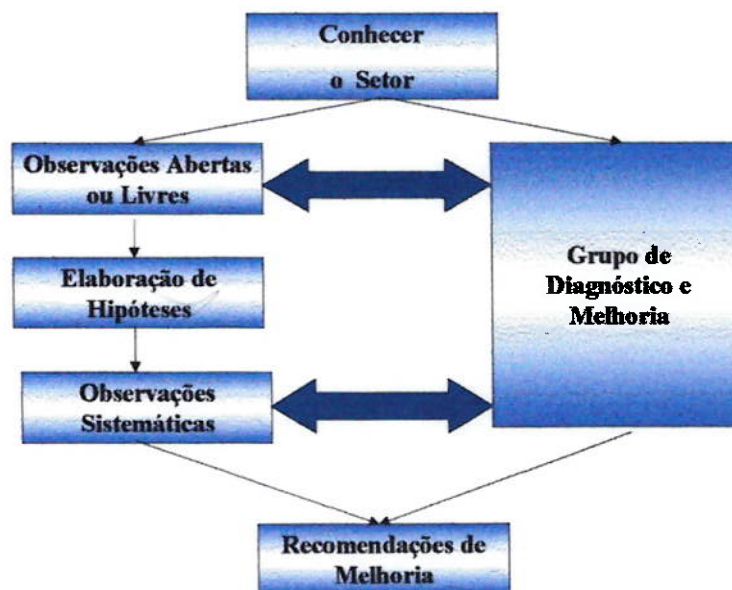 Conhecer
o Setor
Observações Abertas
ou Livres
Grupo de
Diagnóstico e
Melhoria
Elaboração de
Hipóteses
Observações
Sistemáticas
Recomendações de
Melhoria